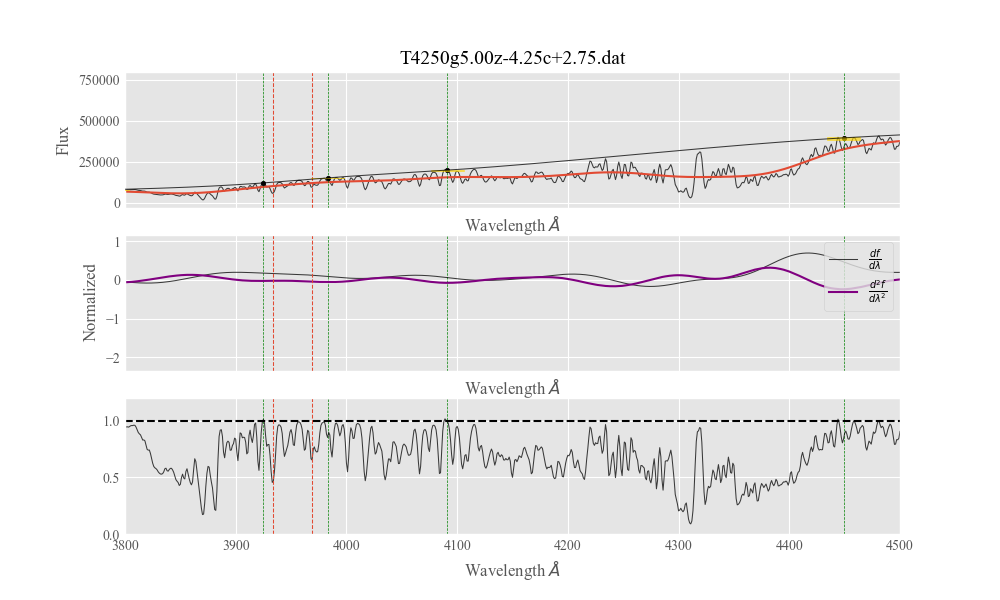 T4250g5.00z-4.25c+2.75.dat
Flux
750000
500000
250000
0
Wavelength Å
Normalized
1
0
−1
−2
df/dλ
d²f/dλ²
Wavelength Å
1.0
0.5
0.0
3800 3900 4000 4100 4200 4300 4400 4500
Wavelength Å